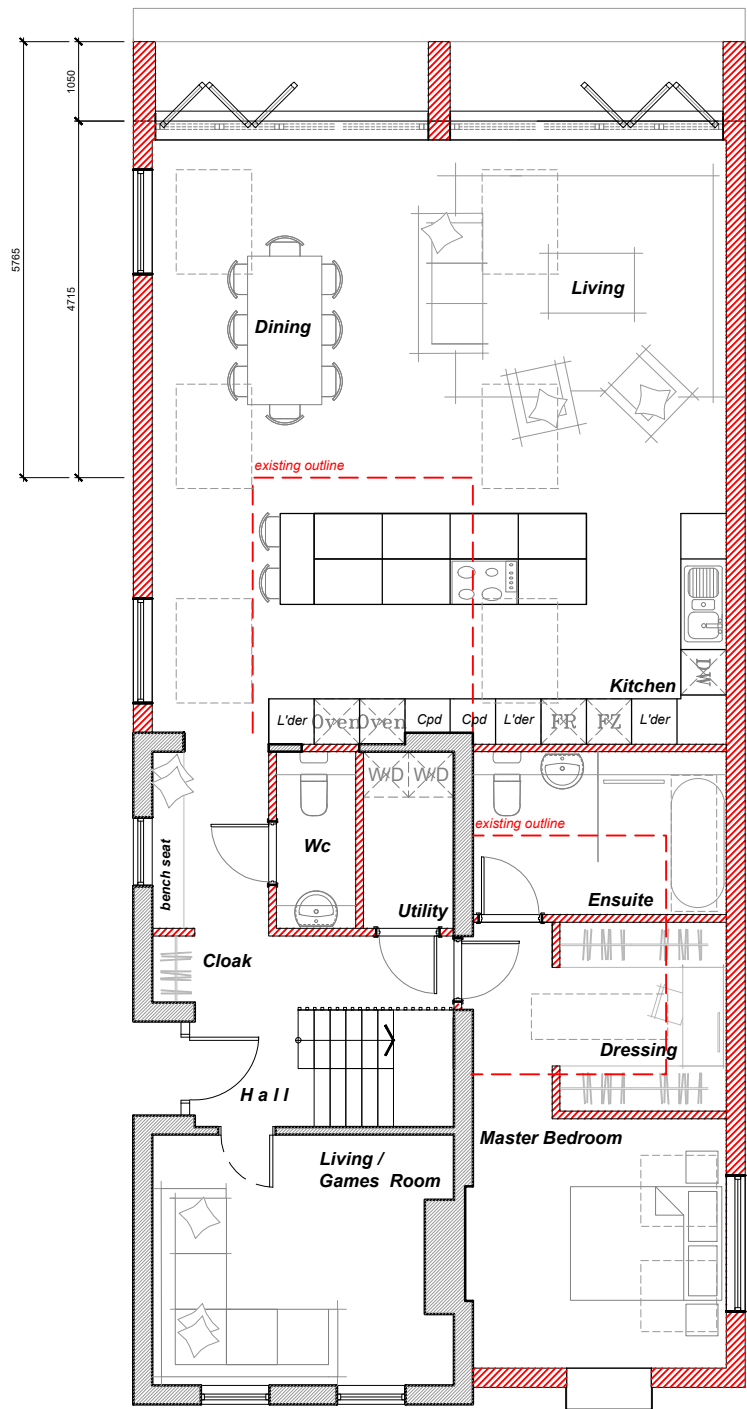 1050
5765
4715
Dining
Living
existing outline
Kitchen
D/W
L'der
Oven
Oven
Cpd
Cpd
L'der
FR
FZ
L'der
W/D
W/D
bench seat
Wc
Utility
existing outline
Ensuite
Cloak
Dressing
Hall
Master Bedroom
Living /
Games Room